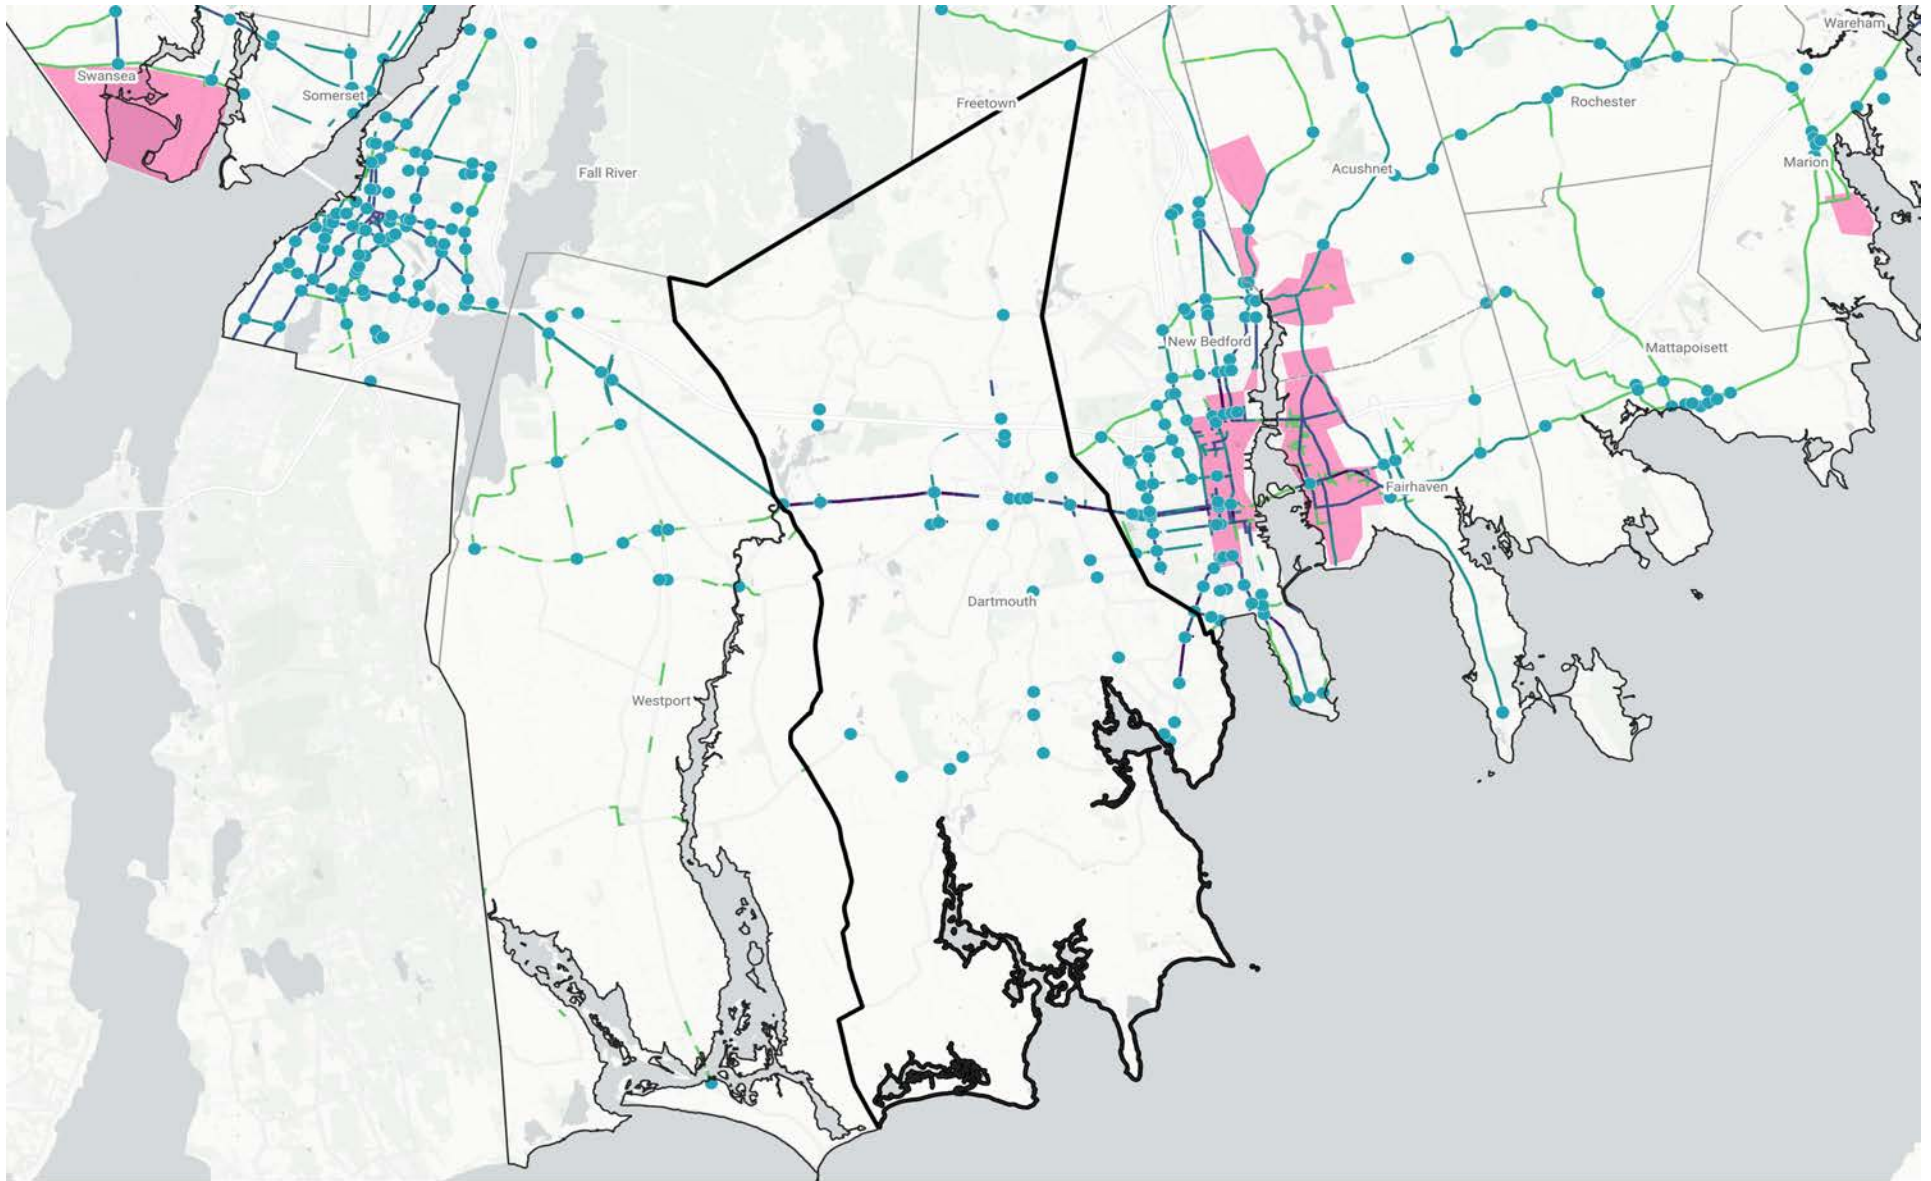 Wareham
Swansea
Somerset
Freetown
Rochester
Fall River
Acushnet
Marion
New Bedford
Mattapoisett
Fairhaven
Dartmouth
Westport